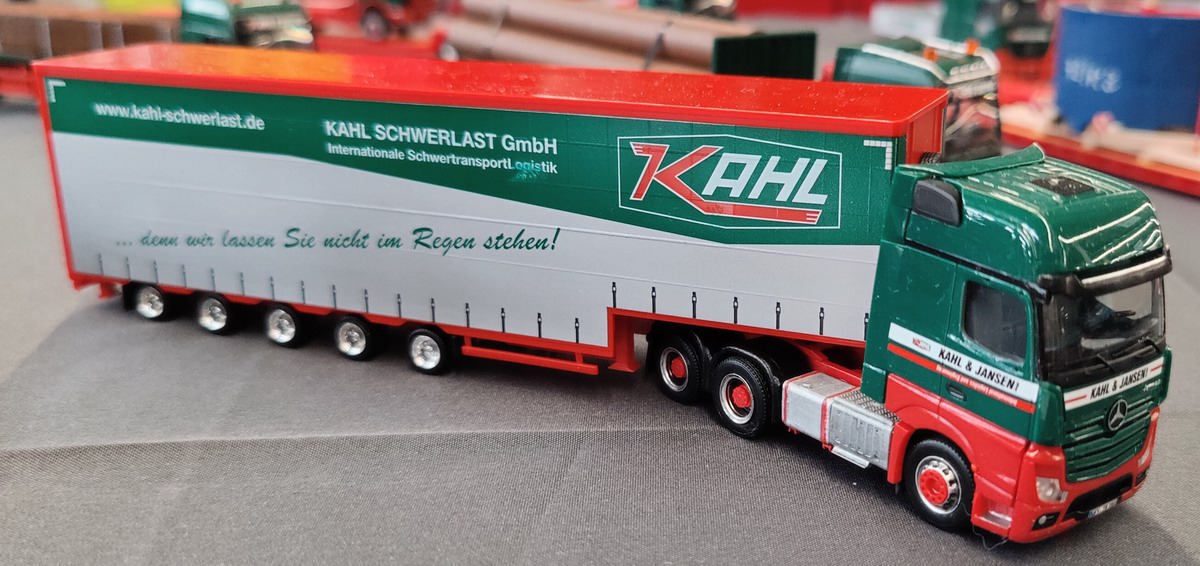 www.kahl-schwerlast.de
KAHL SCHWERLAST GmbH
Internationale SchwertransportLogistik
KAHL
... denn wir lassen Sie nicht im Regen stehen!
KAHL & JANSEN!
KAHL & JANSEN!